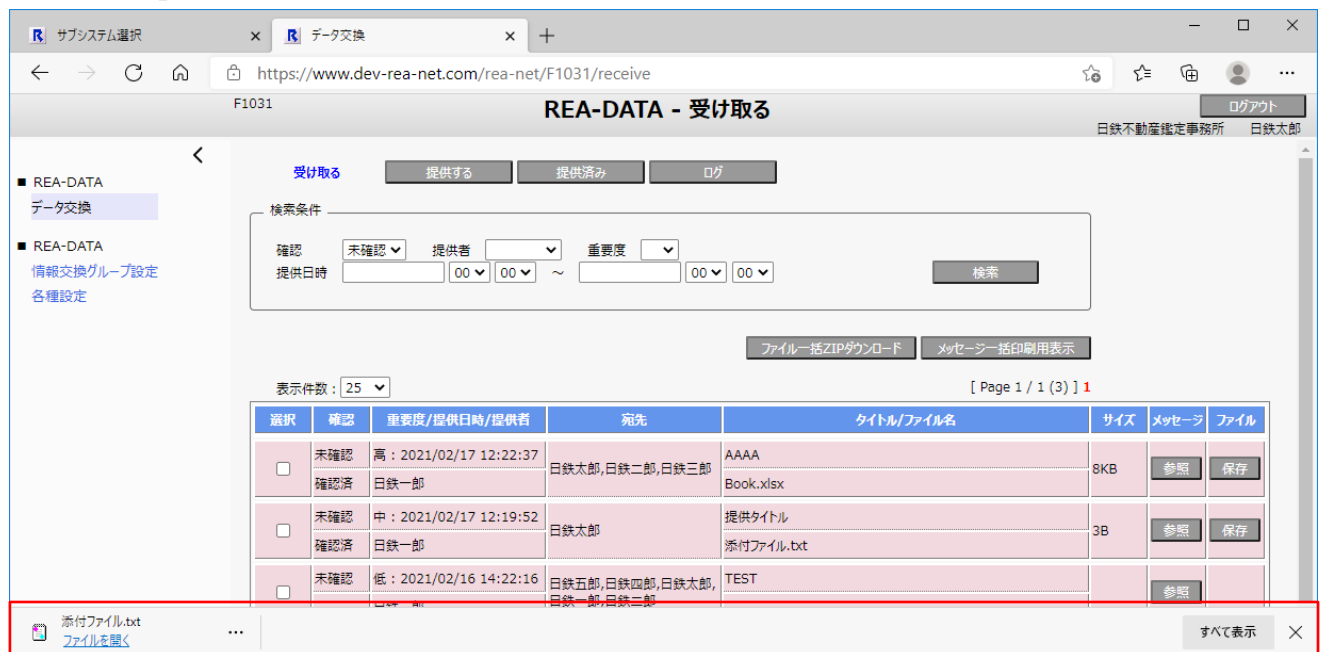 サブシステム選択
データ交換
https://www.dev-rea-net.com/rea-net/F1031/receive
F1031
REA-DATA - 受け取る
ログアウト
日鉄不動産鑑定事務所 日鉄太郎
REA-DATA
データ交換
REA-DATA
情報交換グループ設定
各種設定
受け取る 提供する 提供済み ログ
検索条件
確認 未確認 提供者 重要度
提供日時 00 00 ～ 00 00 検索
ファイル一括ZIPダウンロード メッセージ一括印刷用表示
表示件数 : 25 [ Page 1 / 1 (3) ] 1
選択 確認 重要度/提供日時/提供者 宛先 タイトル/ファイル名 サイズ メッセージ ファイル
未確認 高 : 2021/02/17 12:22:37 日鉄太郎,日鉄二郎,日鉄三郎 AAAA 8KB 参照 保存
確認済 日鉄一郎 Book.xlsx
未確認 中 : 2021/02/17 12:19:52 日鉄太郎 提供タイトル 3B 参照 保存
確認済 日鉄一郎 添付ファイル.txt
未確認 低 : 2021/02/16 14:22:16 日鉄五郎,日鉄四郎,日鉄太郎, TEST 参照
日鉄一郎 日鉄一郎,日鉄二郎
添付ファイル.txt
ファイルを開く
すべて表示